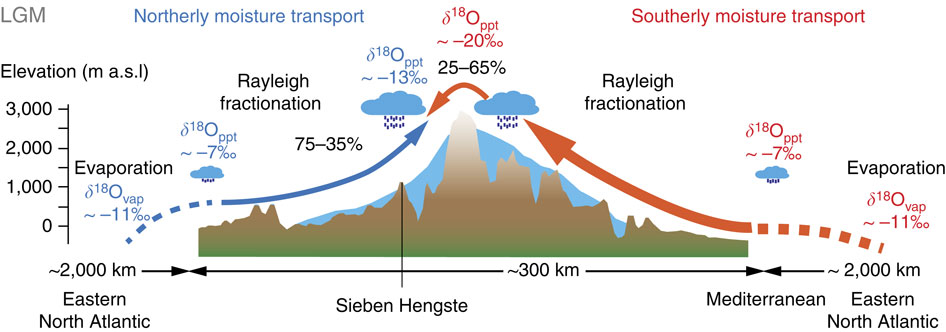 LGM
Northerly moisture transport
Southerly moisture transport
δ18Oppt
~ –20‰
25–65%
δ18Oppt
~ –13‰
Elevation (m a.s.l)
Rayleigh
fractionation
Rayleigh
fractionation
3,000
2,000
1,000
0
75–35%
δ18Oppt
~ –7‰
δ18Oppt
~ –7‰
Evaporation
δ18Ovap
~ –11‰
Evaporation
δ18Ovap
~ –11‰
~2,000 km
~300 km
~ 2,000 km
Eastern
North Atlantic
Sieben Hengste
Mediterranean
Eastern
North Atlantic